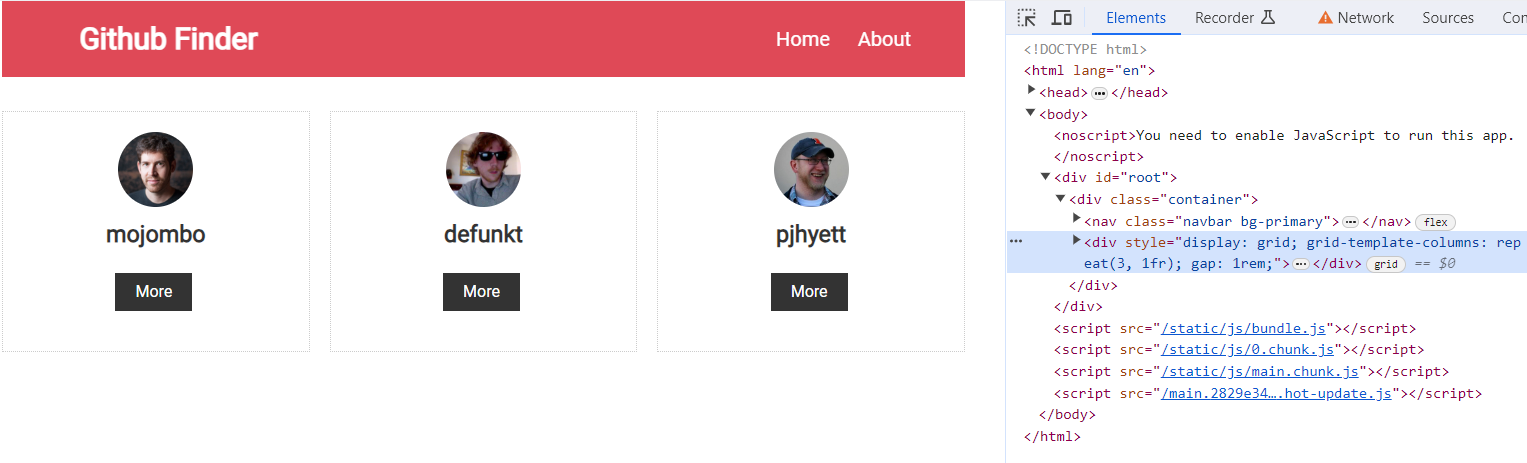 Github Finder
Home About
mojombo
defunkt
pjhyett
More
More
More
Elements Recorder Network Sources Con
<!DOCTYPE html>
<html lang="en">
<head> </head>
<body>
<noscript>You need to enable JavaScript to run this app.
</noscript>
<div id="root">
<div class="container">
<nav class="navbar bg-primary"> </nav> flex
<div style="display: grid; grid-template-columns: rep
eat(3, 1fr); gap: 1rem;"> </div> grid == $0
</div>
</div>
<script src="/static/js/bundle.js"></script>
<script src="/static/js/0.chunk.js"></script>
<script src="/static/js/main.chunk.js"></script>
<script src="/main.2829e34….hot-update.js"></script>
</body>
</html>